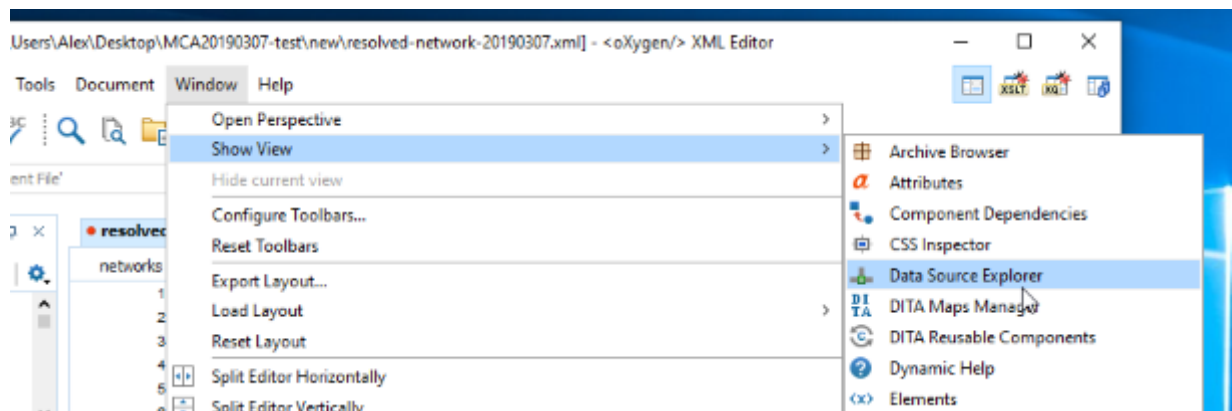 Users\Alex\Desktop\MCA20190307-test\new\resolved-network-20190307.xml] - <oXygen/> XML Editor
Tools Document Window Help
XSLT XQ
Open Perspective
Show View
Hide current view
Configure Toolbars...
Reset Toolbars
Export Layout...
Load Layout
Reset Layout
Split Editor Horizontally
Split Editor Vertically
Archive Browser
Attributes
Component Dependencies
CSS Inspector
Data Source Explorer
DITA Maps Manager
DITA Reusable Components
Dynamic Help
Elements
ent File'
resolved
networks
1
2
3
4
5